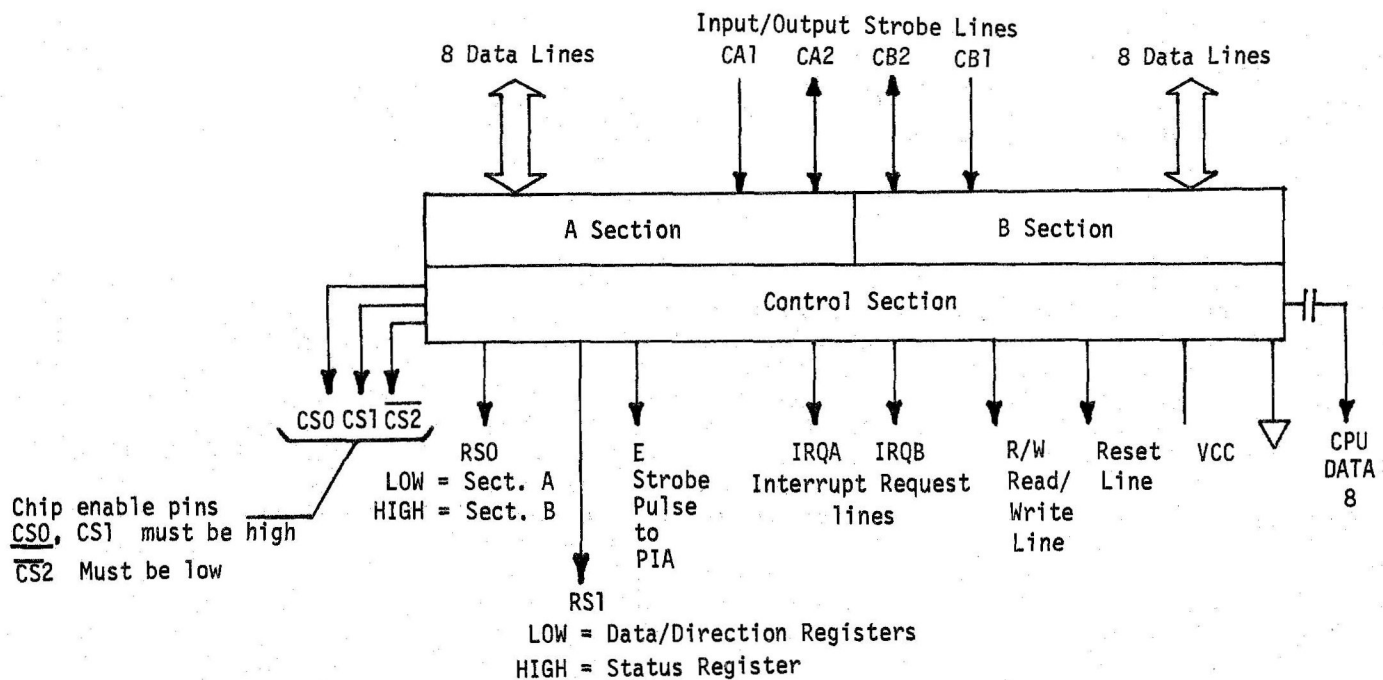 Input/Output Strobe Lines
8 Data Lines
CA1 CA2 CB2 CB1
8 Data Lines
A Section
B Section
Control Section
CS0 CS1 CS2
RS0
LOW = Sect. A
HIGH = Sect. B
E
Strobe
Pulse
to
PIA
IRQA IRQB
Interrupt Request
lines
R/W
Read/
Write
Line
Reset
Line
VCC
CPU
DATA
8
Chip enable pins
CS0, CS1 must be high
CS2 Must be low
RS1
LOW = Data/Direction Registers
HIGH = Status Register